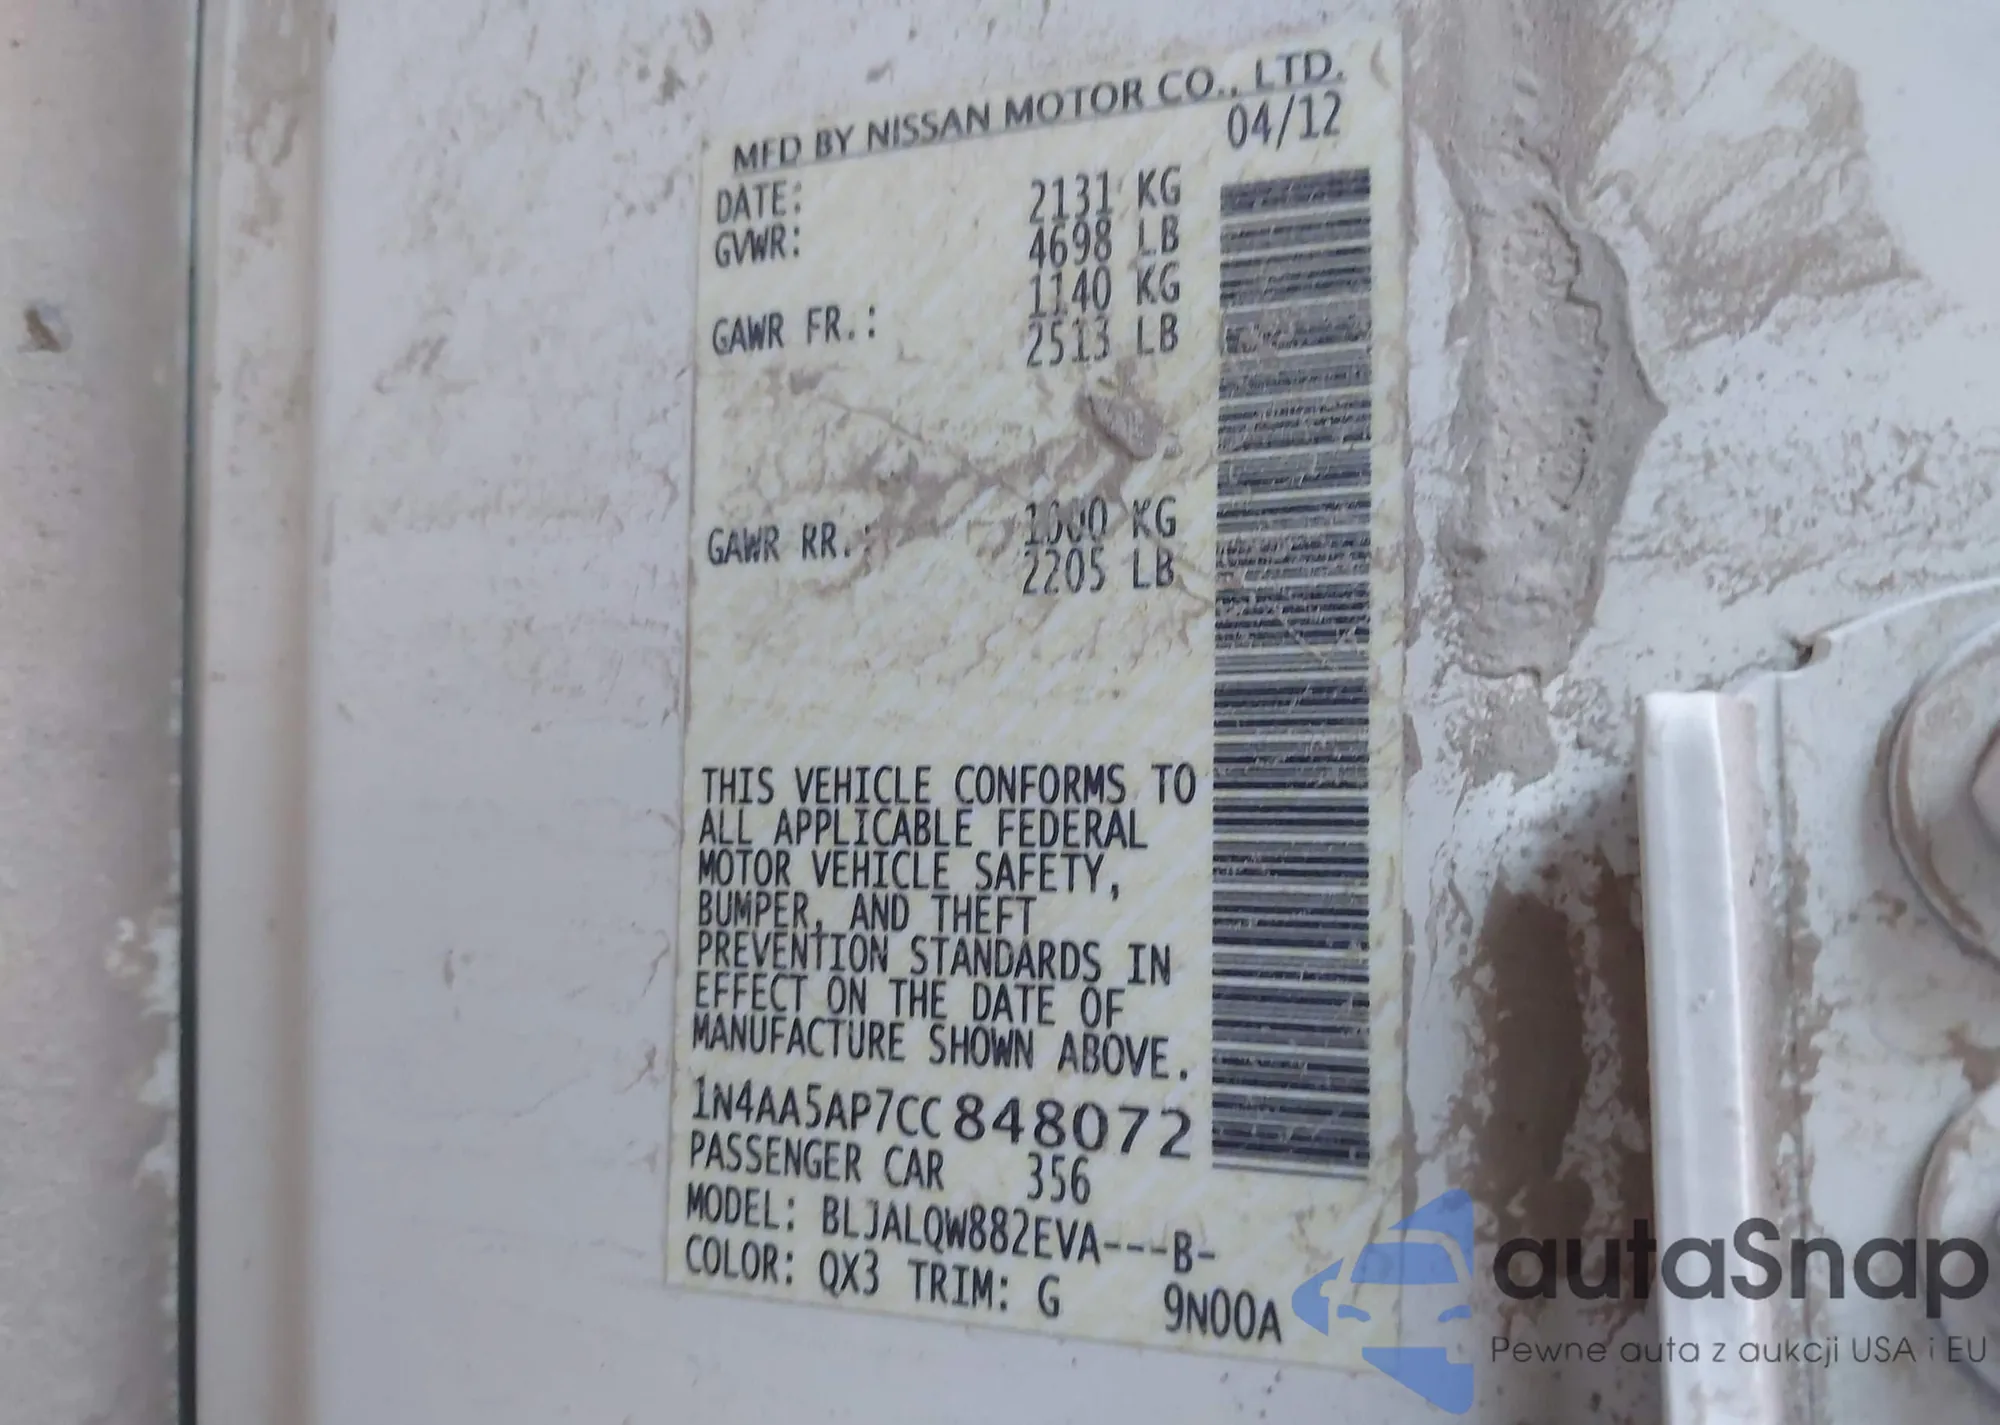 MFD BY NISSAN MOTOR CO., LTD.
DATE: 04/12
GVWR: 2131 KG
4698 LB
GAWR FR.: 1140 KG
2513 LB
GAWR RR.: 1000 KG
2205 LB
THIS VEHICLE CONFORMS TO
ALL APPLICABLE FEDERAL
MOTOR VEHICLE SAFETY,
BUMPER, AND THEFT
PREVENTION STANDARDS IN
EFFECT ON THE DATE OF
MANUFACTURE SHOWN ABOVE.
1N4AA5AP7CC848072
PASSENGER CAR 356
MODEL: BLJALQW882EVA---B-
COLOR: QX3 TRIM: G 9N00A
autaSnap
Pewne auta z aukcji USA i EU